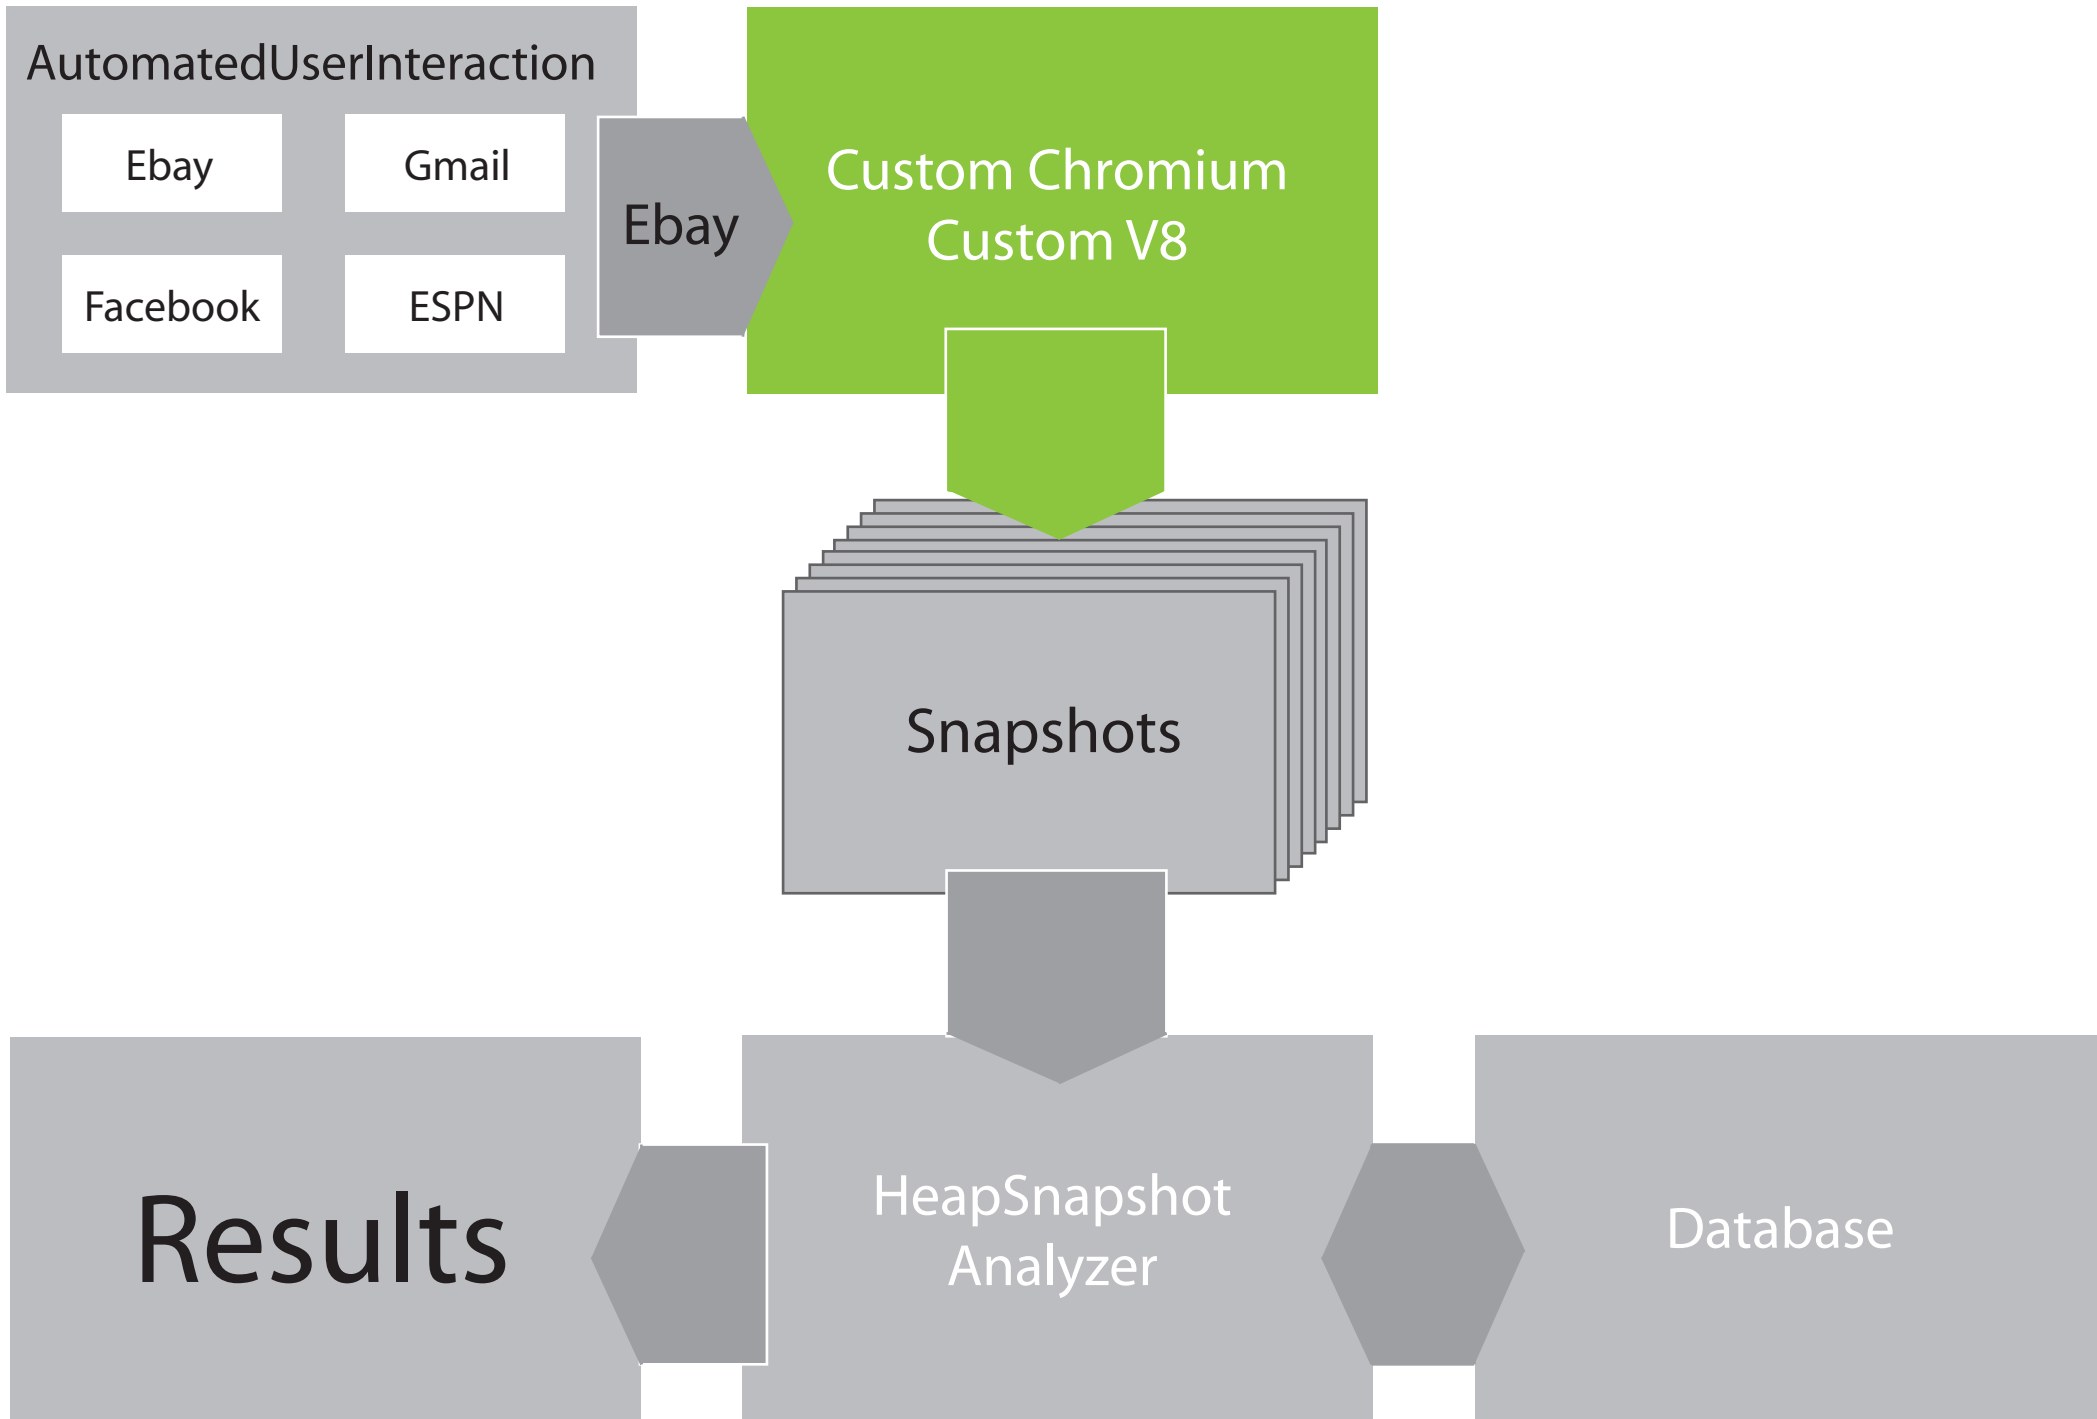 AutomatedUserInteraction
Ebay
Gmail
Facebook
ESPN
Ebay
Custom Chromium
Custom V8
Snapshots
Results
HeapSnapshot
Analyzer
Database